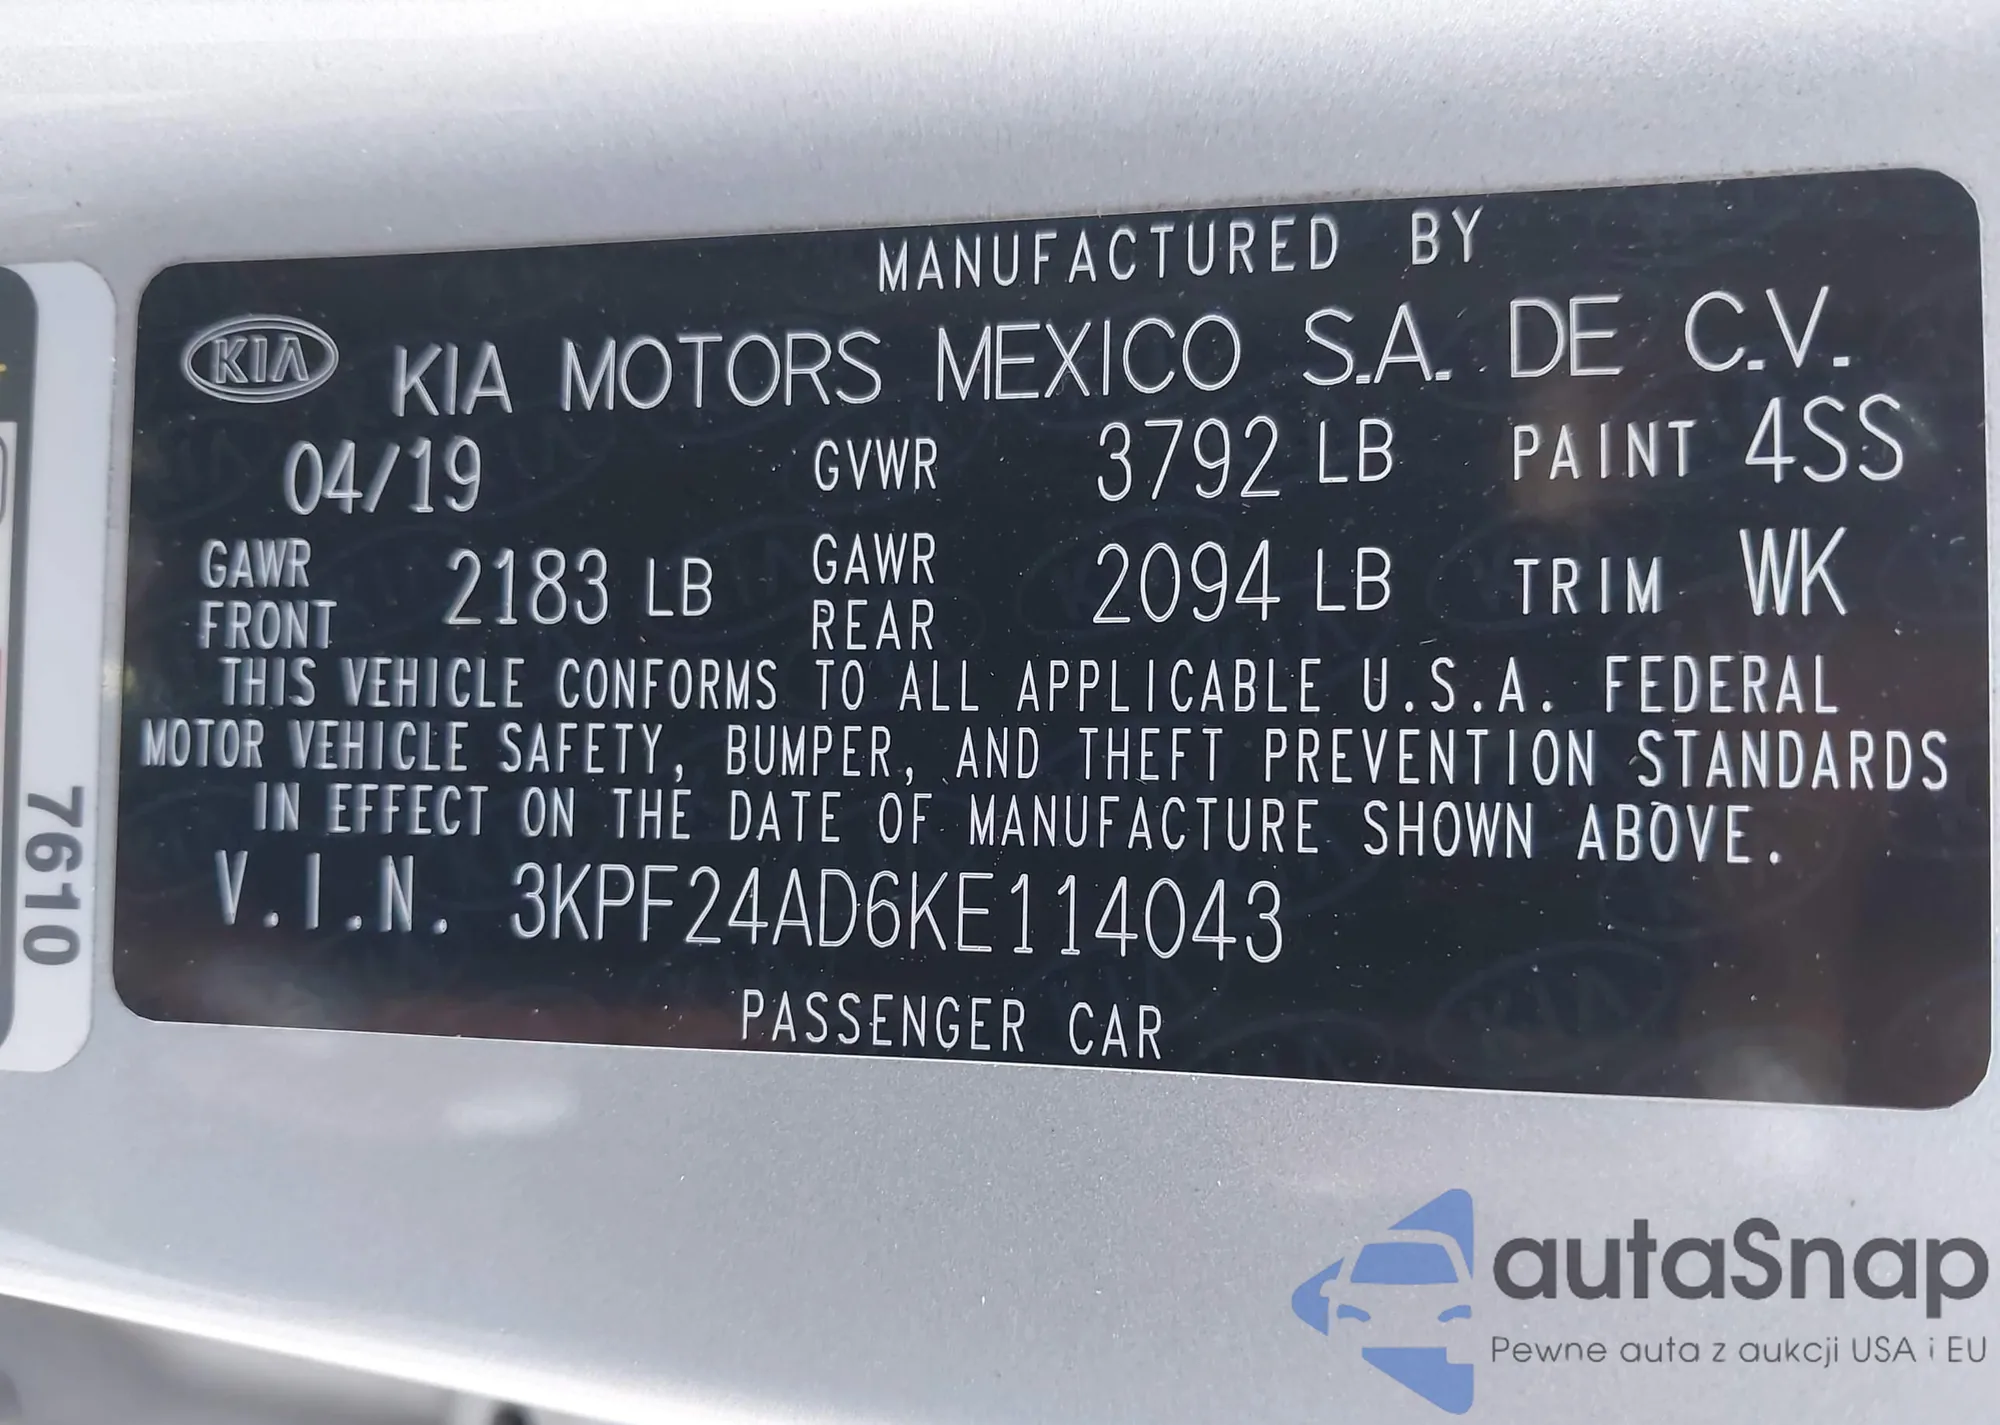 MANUFACTURED BY
KIA KIA MOTORS MEXICO S.A. DE C.V.
04/19 GVWR 3792 LB PAINT 4SS
GAWR FRONT 2183 LB GAWR REAR 2094 LB TRIM WK
THIS VEHICLE CONFORMS TO ALL APPLICABLE U.S.A. FEDERAL
MOTOR VEHICLE SAFETY, BUMPER, AND THEFT PREVENTION STANDARDS
IN EFFECT ON THE DATE OF MANUFACTURE SHOWN ABOVE.
V.I.N. 3KPF24AD6KE114043
PASSENGER CAR
7610
autaSnap
Pewne auta z aukcji USA i EU